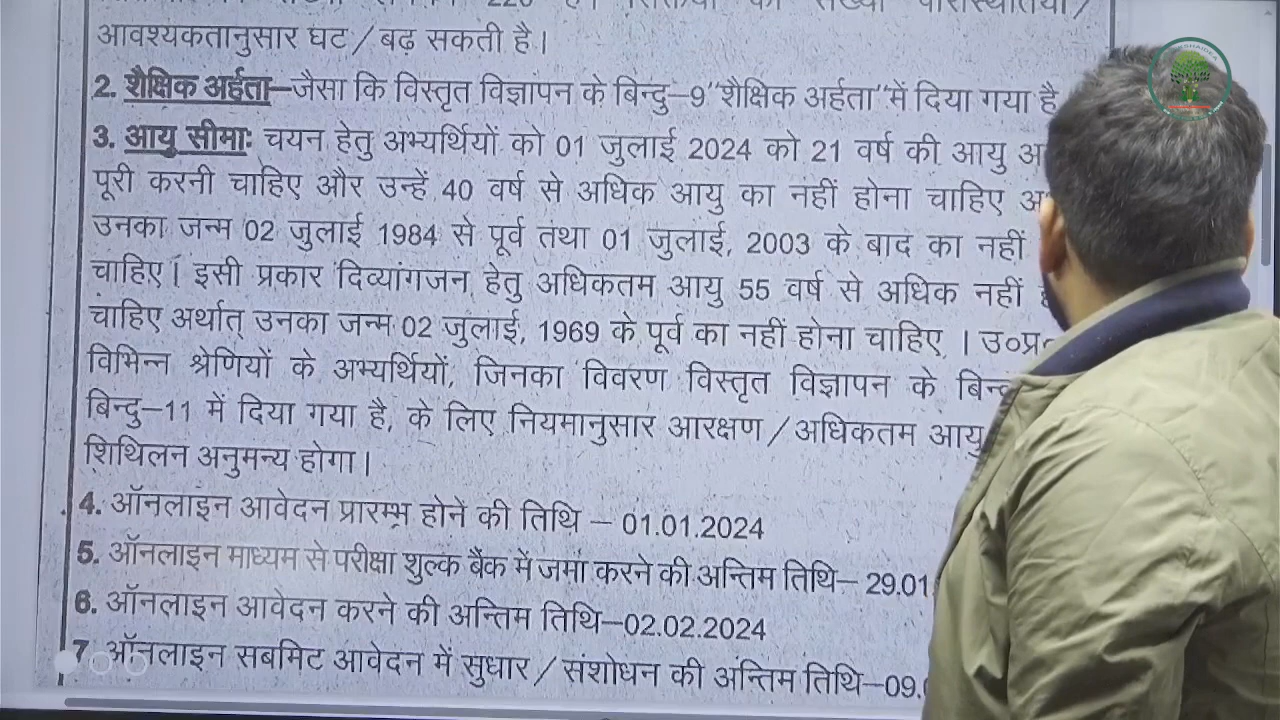 220
आवश्यकतानुसार घट / बढ़ सकती है।
2. शैक्षिक अर्हता–जैसा कि विस्तृत विज्ञापन के बिन्दु–9"शैक्षिक अर्हता"में दिया गया है
3. आयु सीमाः चयन हेतु अभ्यर्थियों को 01 जुलाई 2024 को 21 वर्ष की आयु
पूरी करनी चाहिए और उन्हें 40 वर्ष से अधिक आयु का नहीं होना चाहिए
उनका जन्म 02 जुलाई 1984 से पूर्व तथा 01 जुलाई, 2003 के बाद का नहीं
चाहिए। इसी प्रकार दिव्यांगजन हेतु अधिकतम आयु 55 वर्ष से अधिक नहीं
चाहिए अर्थात् उनका जन्म 02 जुलाई, 1969 के पूर्व का नहीं होना चाहिए । उ०प्र०
विभिन्न श्रेणियों के अभ्यर्थियों, जिनका विवरण विस्तृत विज्ञापन के
बिन्दु–11 में दिया गया है, के लिए नियमानुसार आरक्षण / अधिकतम आयु
शिथिलन अनुमन्य होगा।
4. ऑनलाइन आवेदन प्रारम्भ होने की तिथि – 01.01.2024
5. ऑनलाइन माध्यम से परीक्षा शुल्क बैंक में जमा करने की अन्तिम तिथि– 29.01
6. ऑनलाइन आवेदन करने की अन्तिम तिथि–02.02.2024
7 ऑनलाइन सबमिट आवेदन में सुधार / संशोधन की अन्तिम तिथि–09.